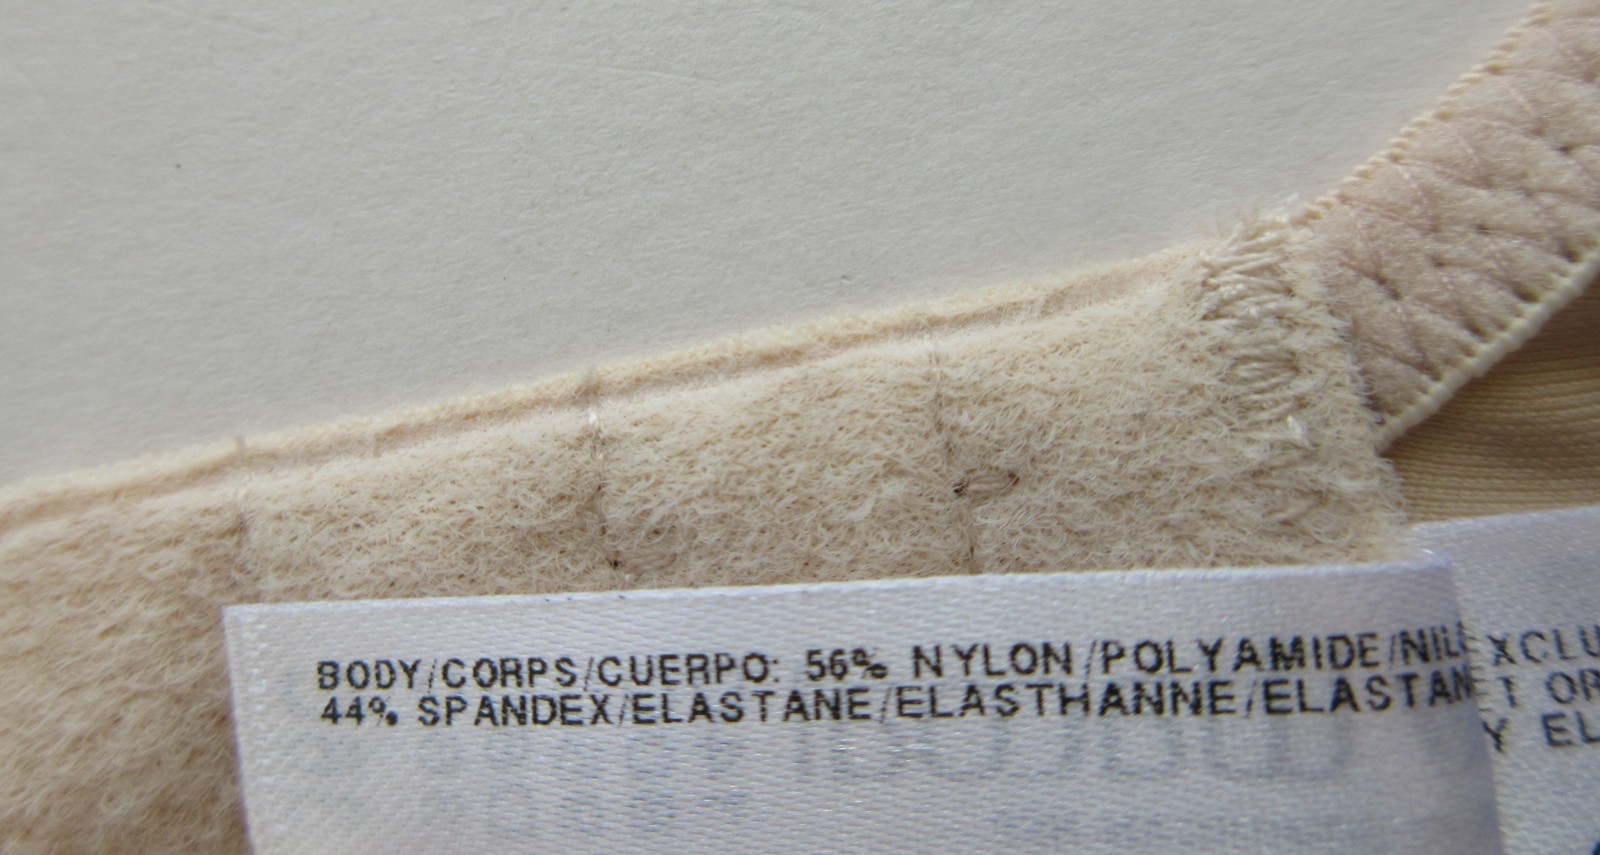 BODY/CORPS/CUERPO: 56% NYLON/POLYAMIDE/
44% SPANDEX/ELASTANE/ELASTHANNE/